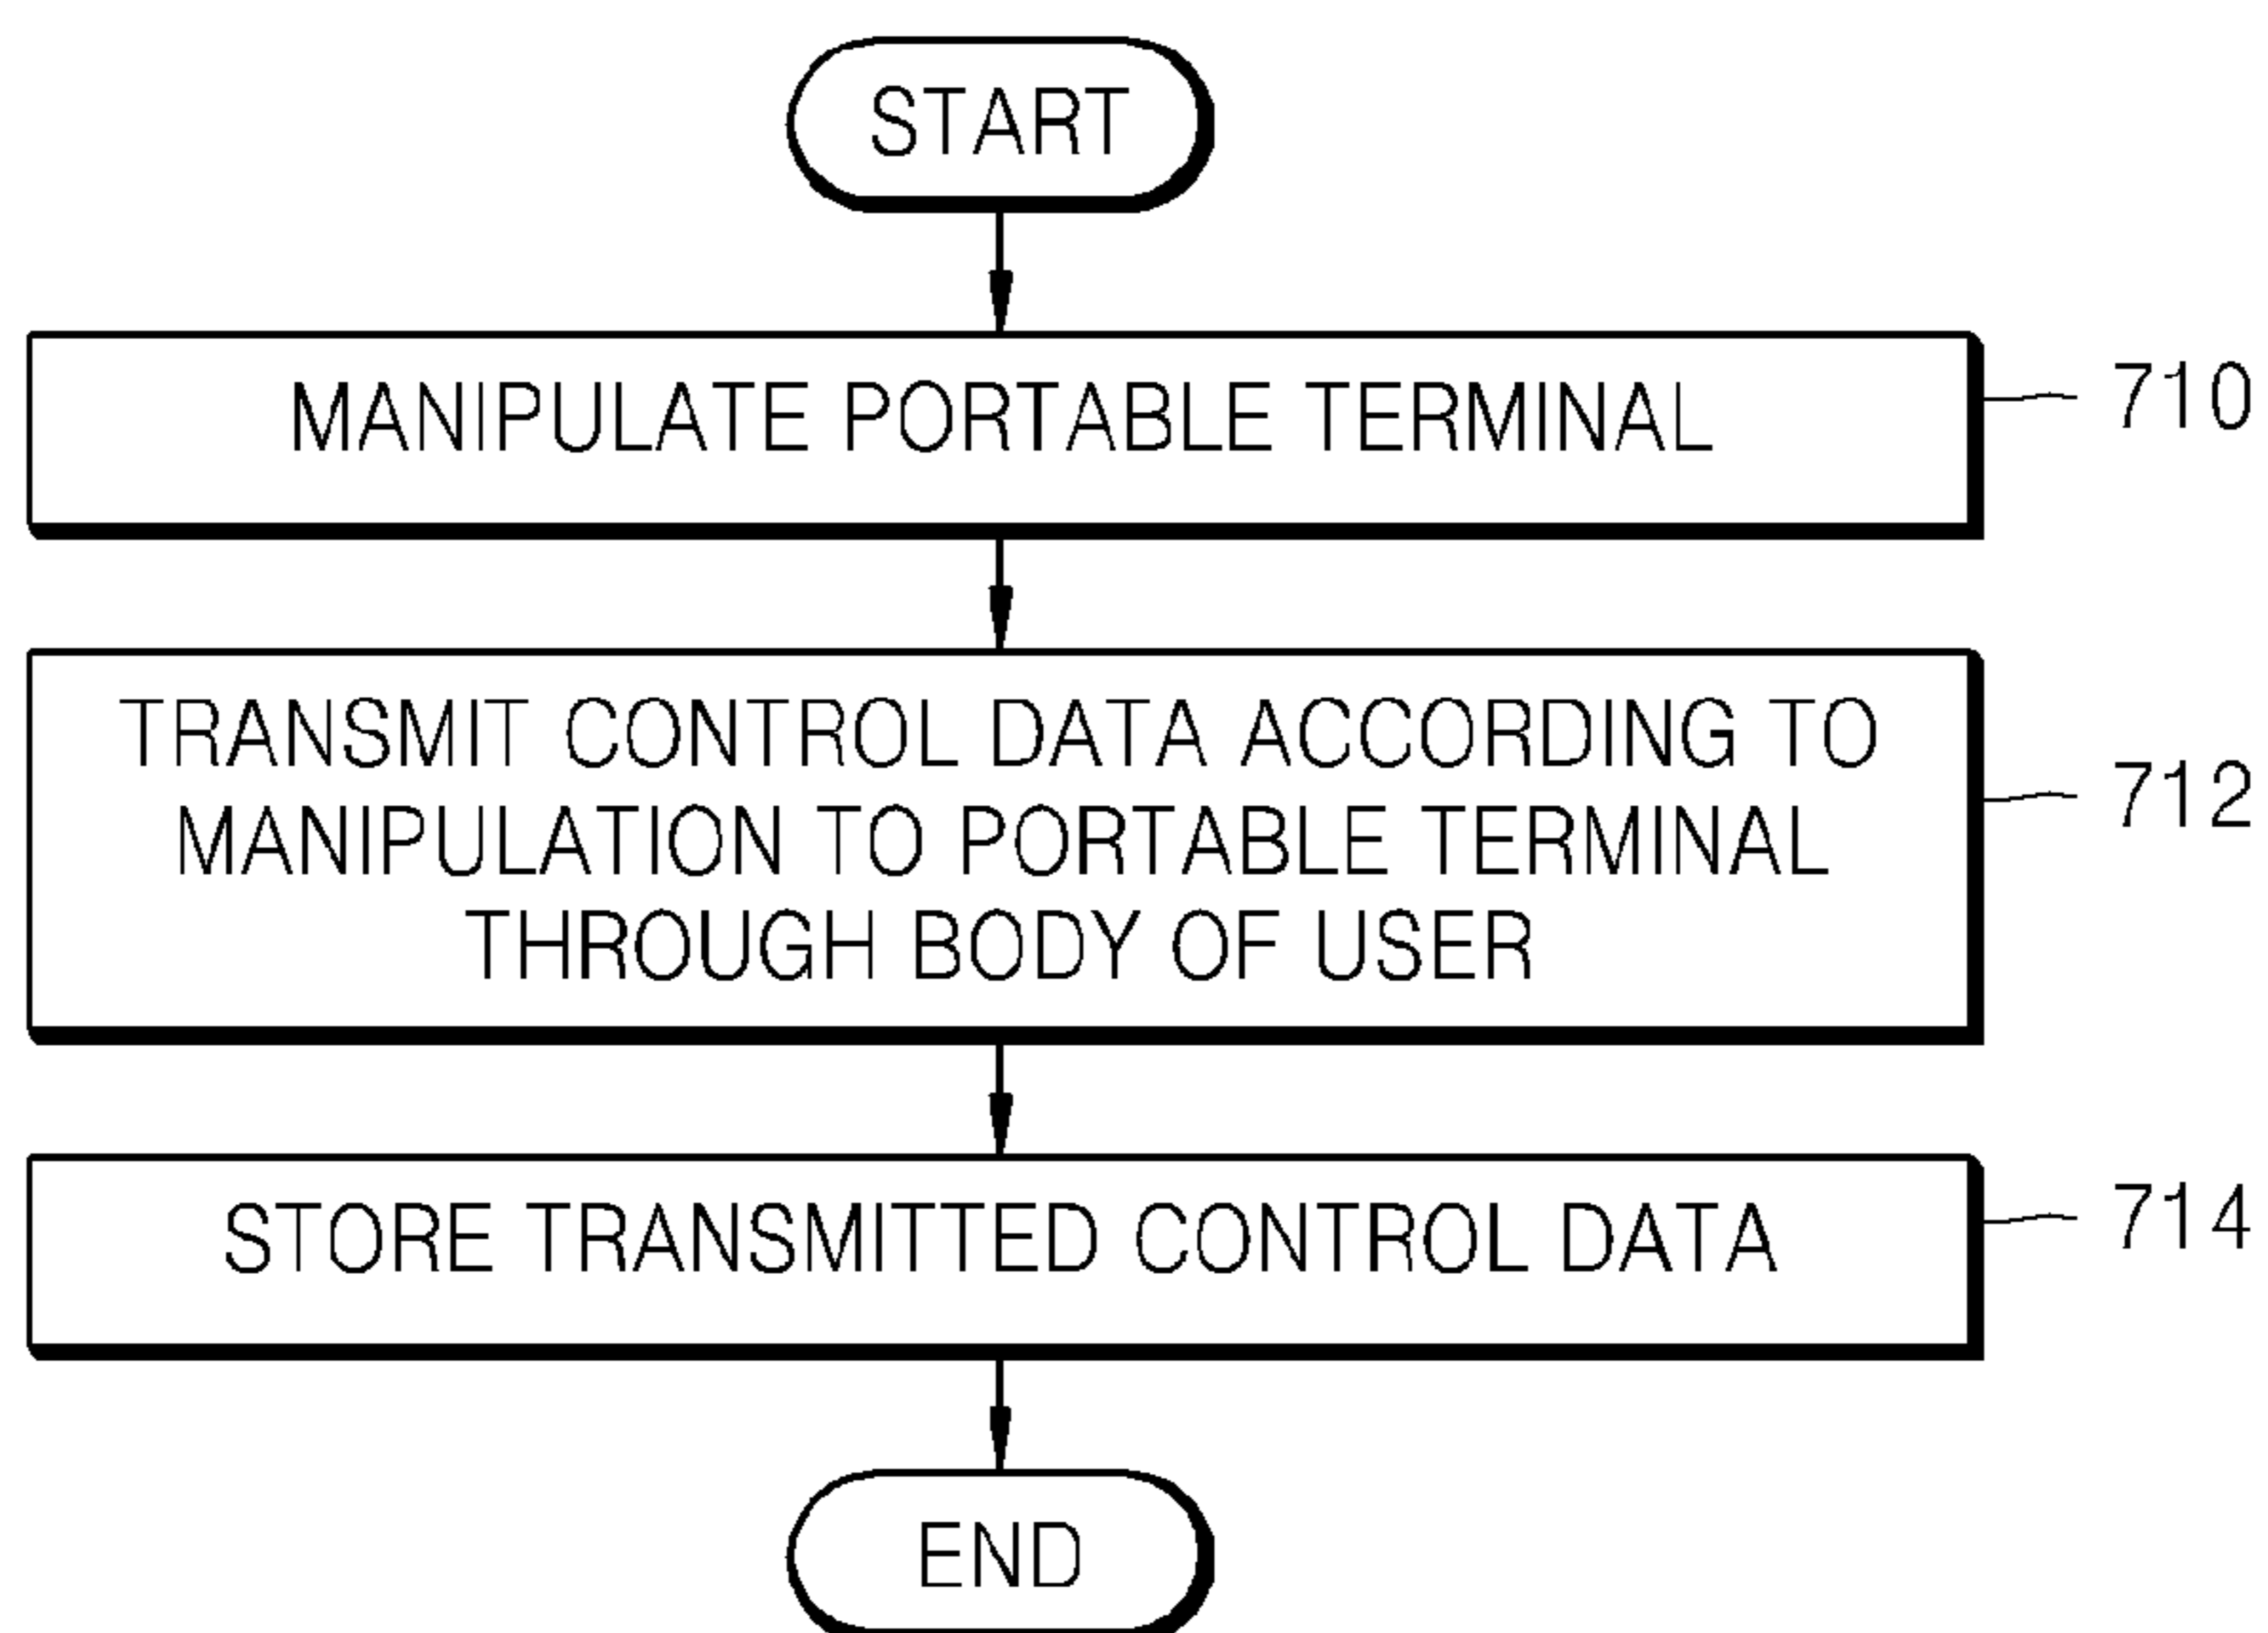 START
MANIPULATE PORTABLE TERMINAL
710
TRANSMIT CONTROL DATA ACCORDING TO
MANIPULATION TO PORTABLE TERMINAL
THROUGH BODY OF USER
712
STORE TRANSMITTED CONTROL DATA
714
END